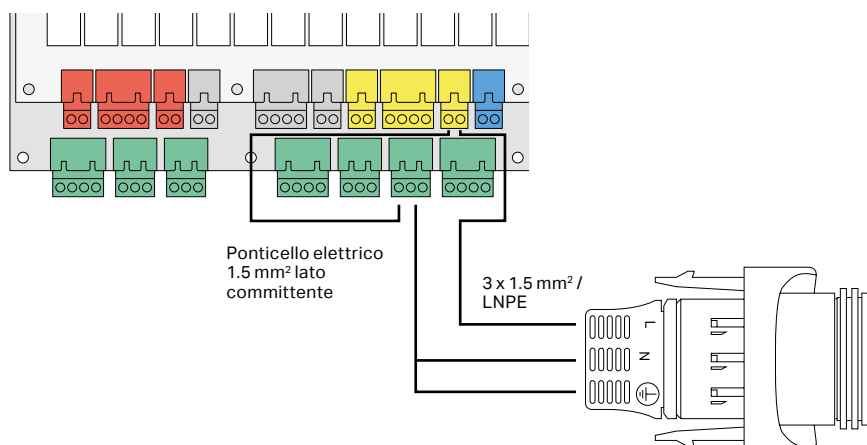 Ponticello elettrico
1.5 mm² lato
committente
3 x 1.5 mm² /
LNPE
L
N